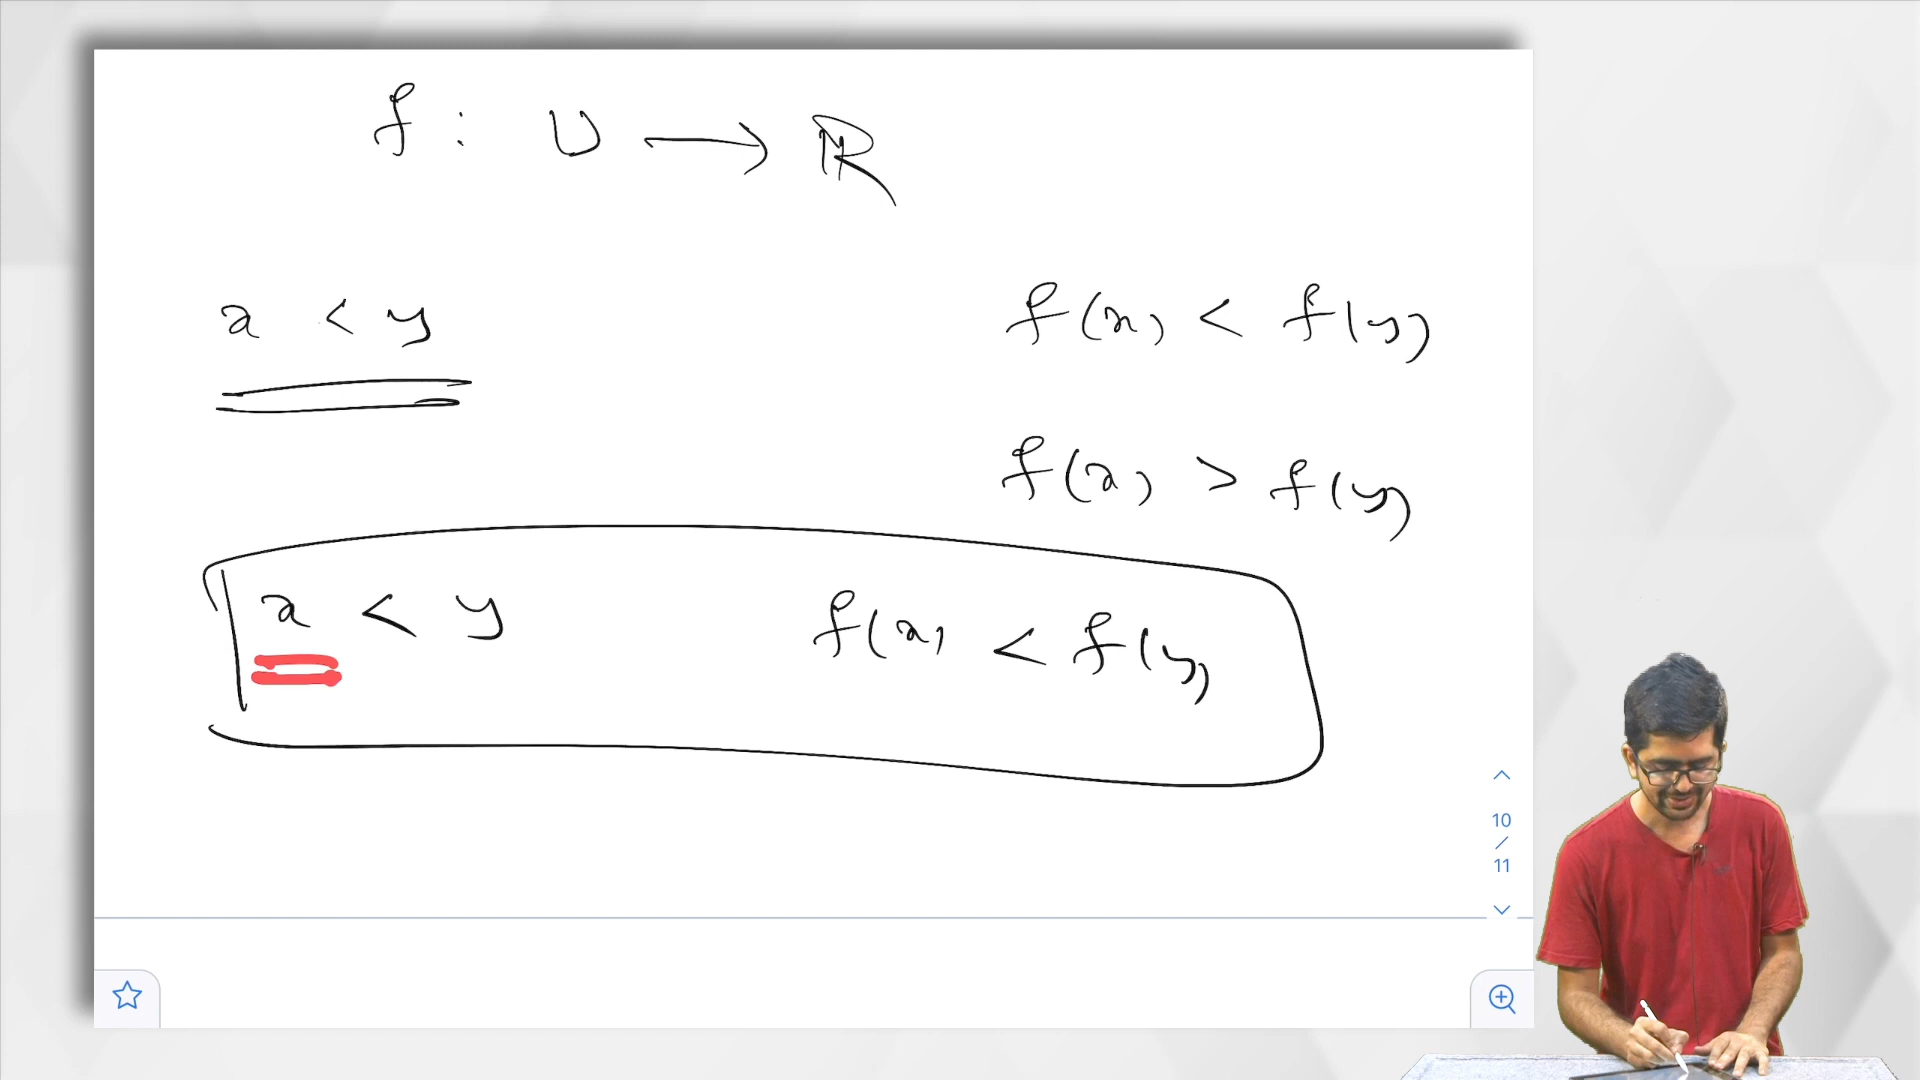 f : U → ℝ
x < y f(x) < f(y)
f(x) > f(y)
x < y f(x) < f(y)
10
/
11